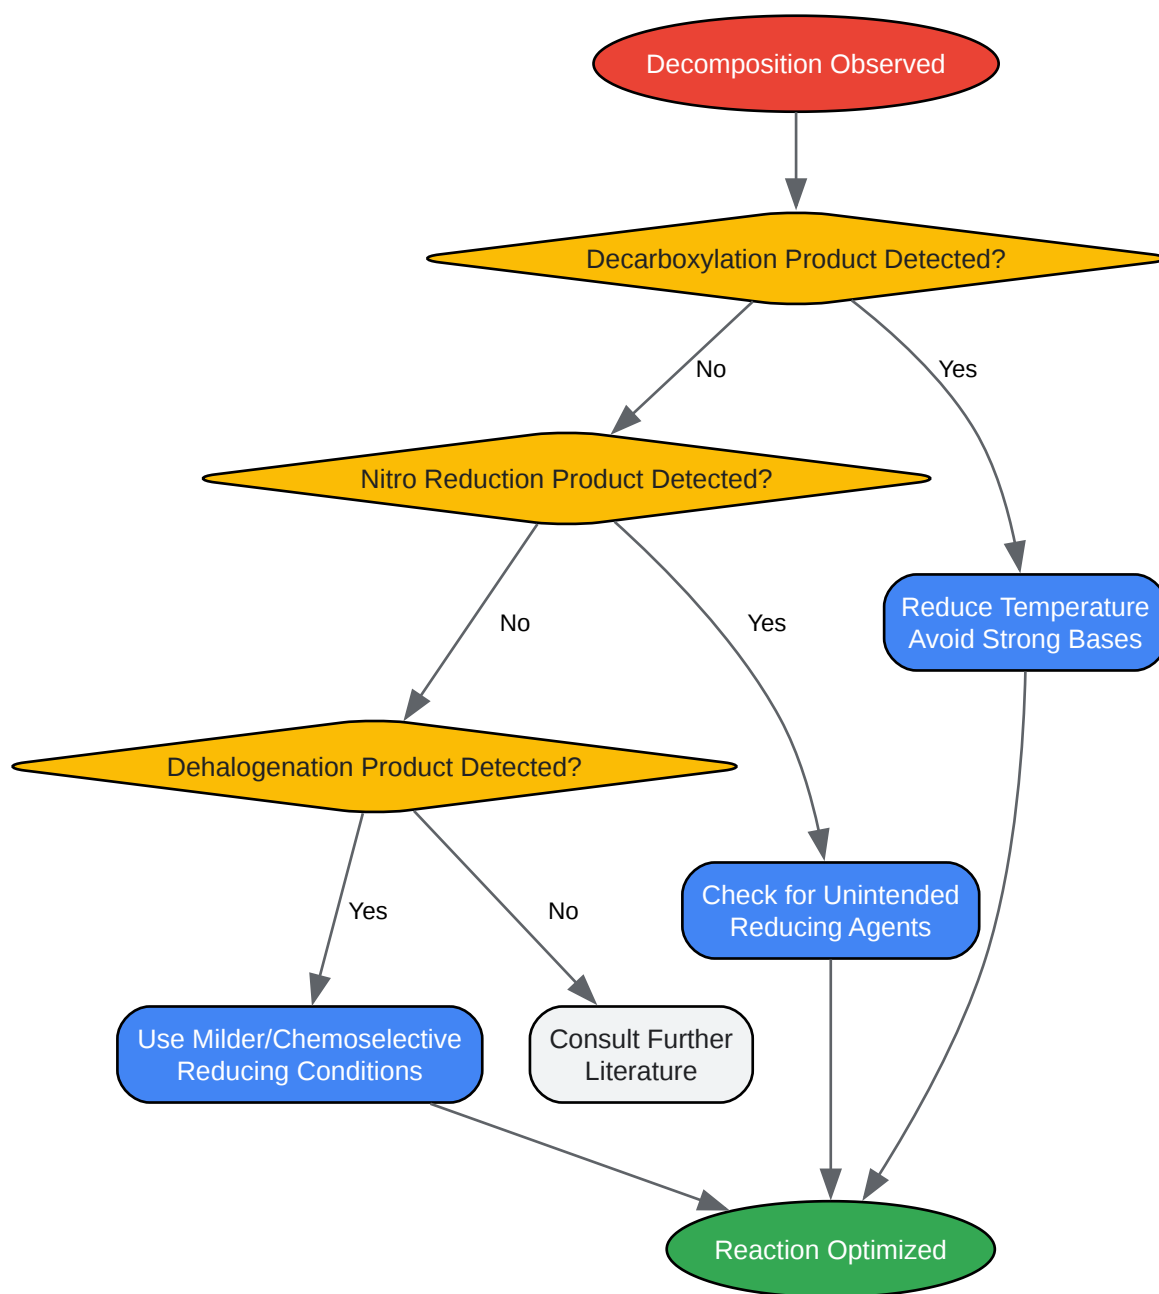 Decomposition Observed
Decarboxylation Product Detected?
No
Yes
Nitro Reduction Product Detected?
No
Yes
Reduce Temperature
Avoid Strong Bases
Dehalogenation Product Detected?
Yes
No
Check for Unintended
Reducing Agents
Use Milder/Chemoselective
Reducing Conditions
Consult Further
Literature
Reaction Optimized